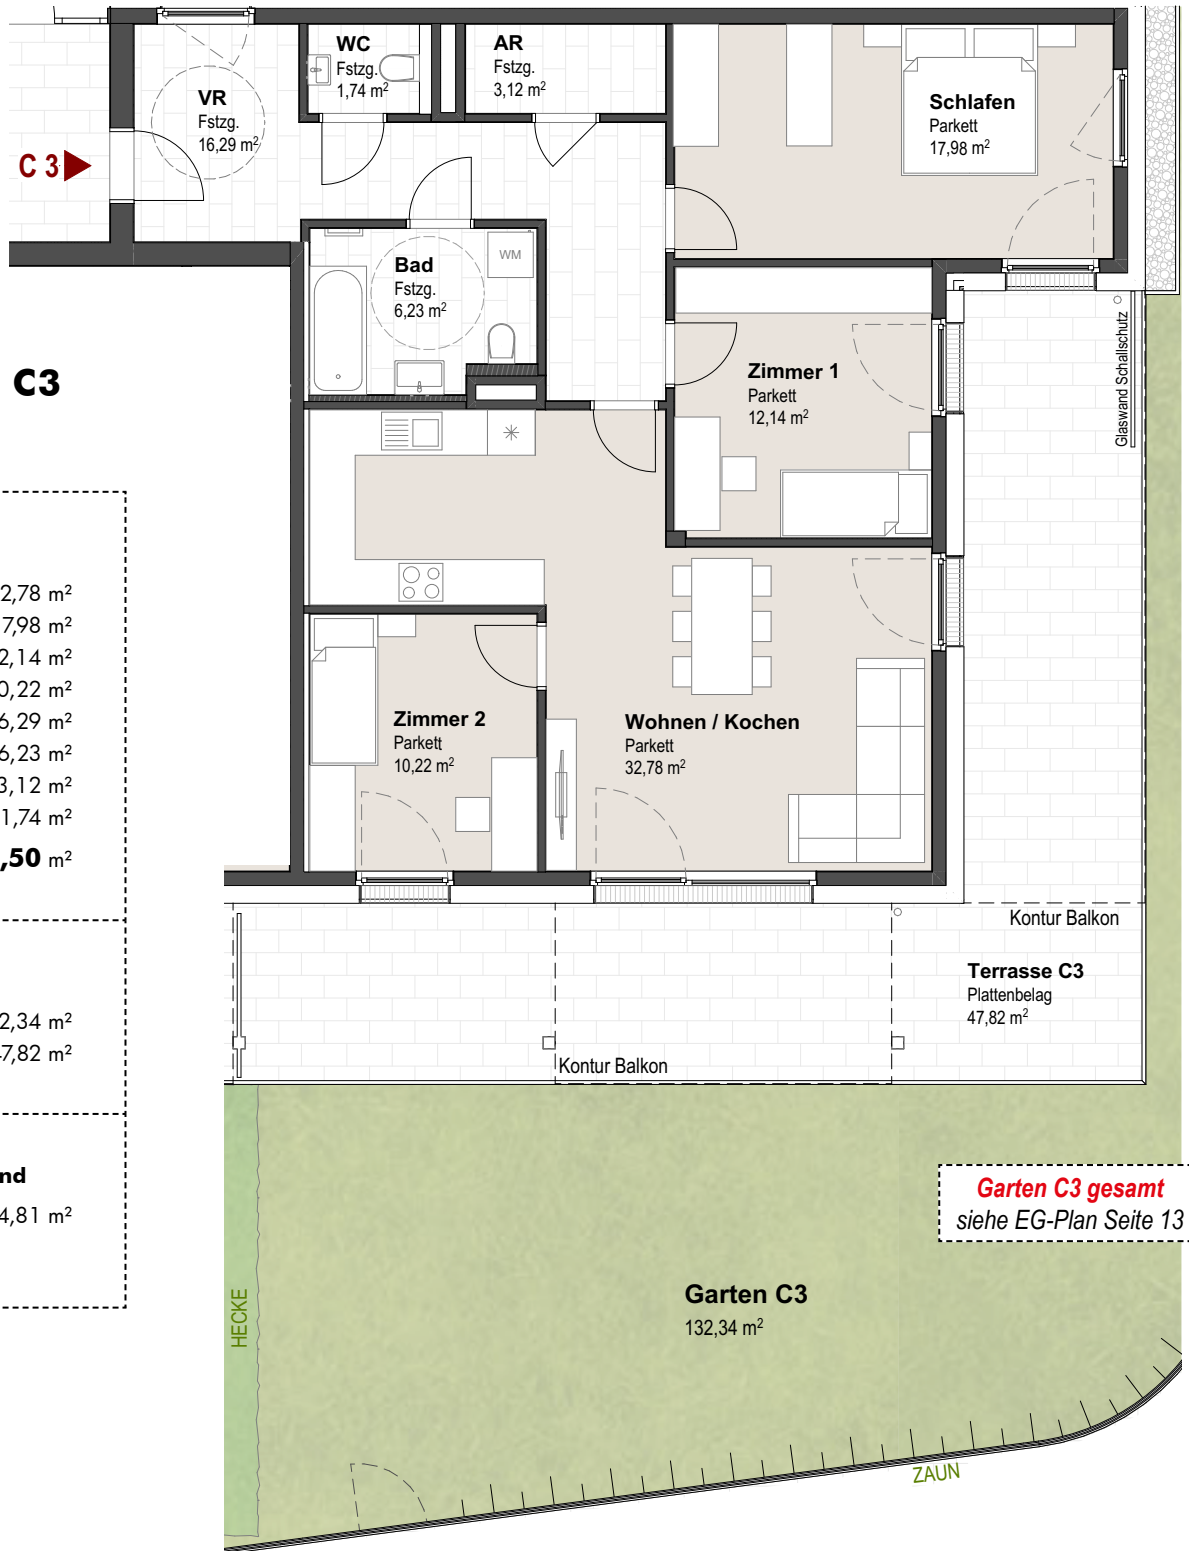 WC
Fstzg.
1,74 m²
AR
Fstzg.
3,12 m²
VR
Fstzg.
16,29 m²
Schlafen
Parkett
17,98 m²
C 3
Bad
Fstzg.
6,23 m²
WM
C3
Zimmer 1
Parkett
12,14 m²
Glaswand Schallschutz
2,78 m²
7,98 m²
2,14 m²
0,22 m²
6,29 m²
6,23 m²
3,12 m²
1,74 m²
,50 m²
Zimmer 2
Parkett
10,22 m²
Wohnen / Kochen
Parkett
32,78 m²
Kontur Balkon
Terrasse C3
Plattenbelag
47,82 m²
2,34 m²
7,82 m²
Kontur Balkon
nd
4,81 m²
Garten C3 gesamt
siehe EG-Plan Seite 13
Garten C3
132,34 m²
HECKE
ZAUN